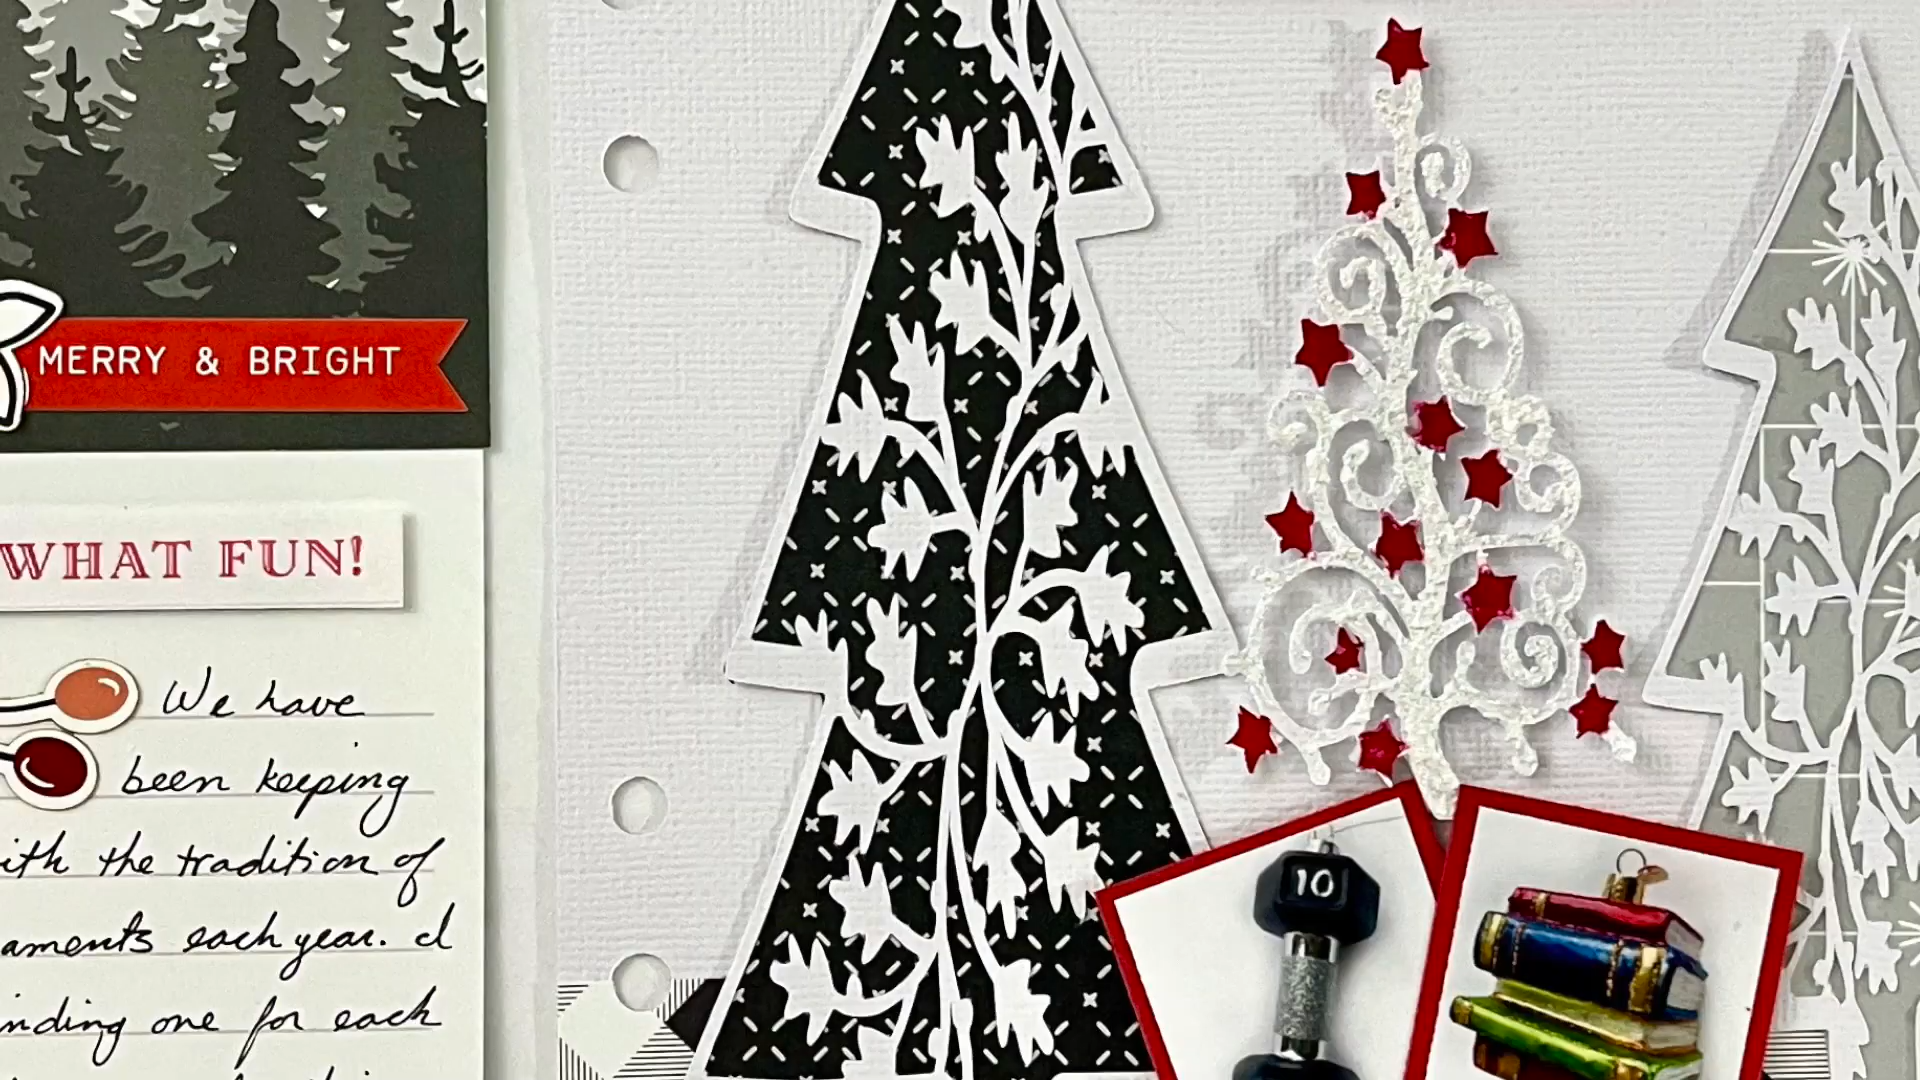 MERRY & BRIGHT
WHAT FUN!
We have
been keeping
ith the tradition of
aments each year. I
nding one for each
10